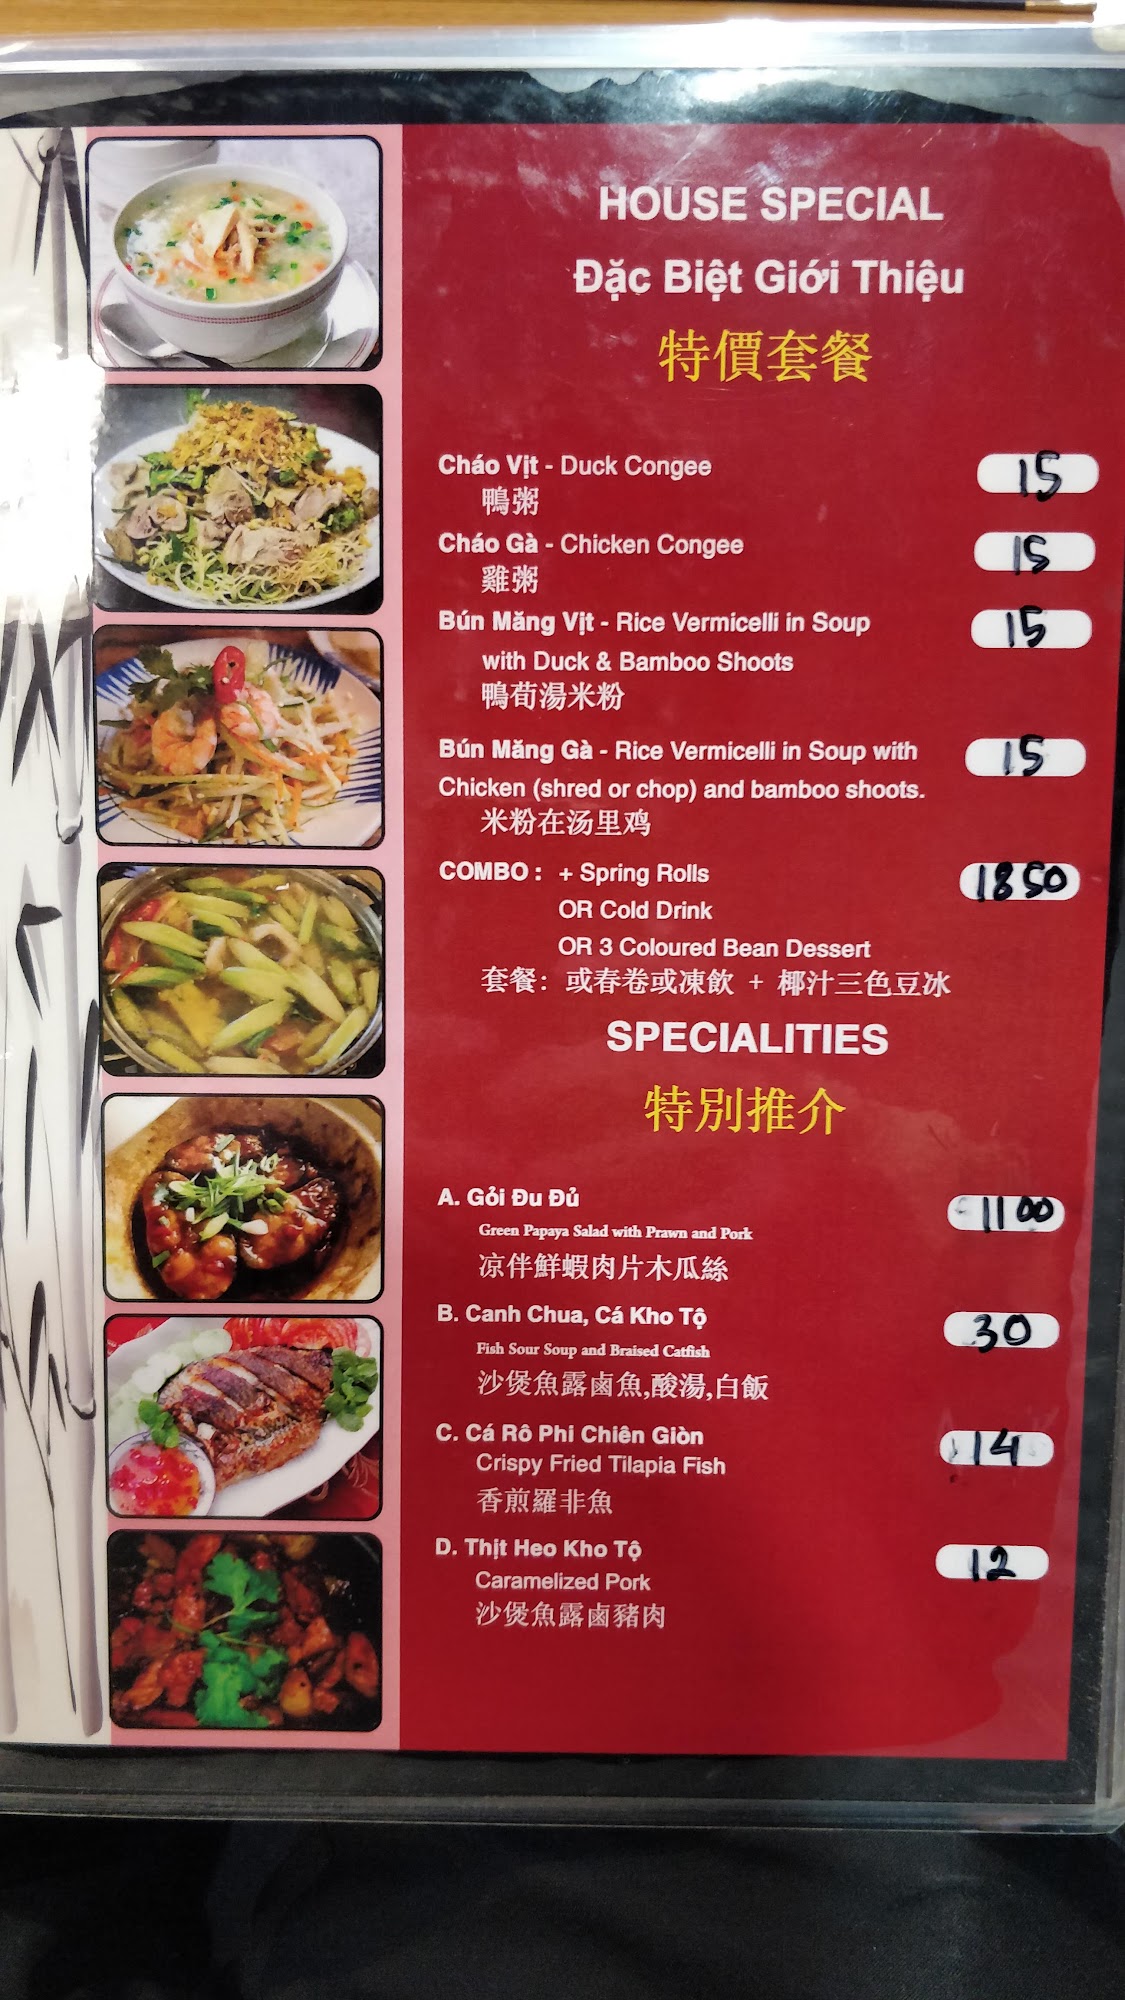 HOUSE SPECIAL
Đặc Biệt Giới Thiệu
特價套餐
Cháo Vịt - Duck Congee 15
鴨粥
Cháo Gà - Chicken Congee 15
雞粥
Bún Măng Vịt - Rice Vermicelli in Soup 15
with Duck & Bamboo Shoots
鴨荀湯米粉
Bún Măng Gà - Rice Vermicelli in Soup with 15
Chicken (shred or chop) and bamboo shoots.
米粉在汤里鸡
COMBO : + Spring Rolls 1850
OR Cold Drink
OR 3 Coloured Bean Dessert
套餐: 或春卷或凍飲 + 椰汁三色豆冰
SPECIALITIES
特別推介
A. Gỏi Đu Đủ 1100
Green Papaya Salad with Prawn and Pork
凉伴鮮蝦肉片木瓜絲
B. Canh Chua, Cá Kho Tộ 30
Fish Sour Soup and Braised Catfish
沙煲魚露鹵魚,酸湯,白飯
C. Cá Rô Phi Chiên Giòn 14
Crispy Fried Tilapia Fish
香煎羅非魚
D. Thịt Heo Kho Tộ 12
Caramelized Pork
沙煲魚露鹵豬肉